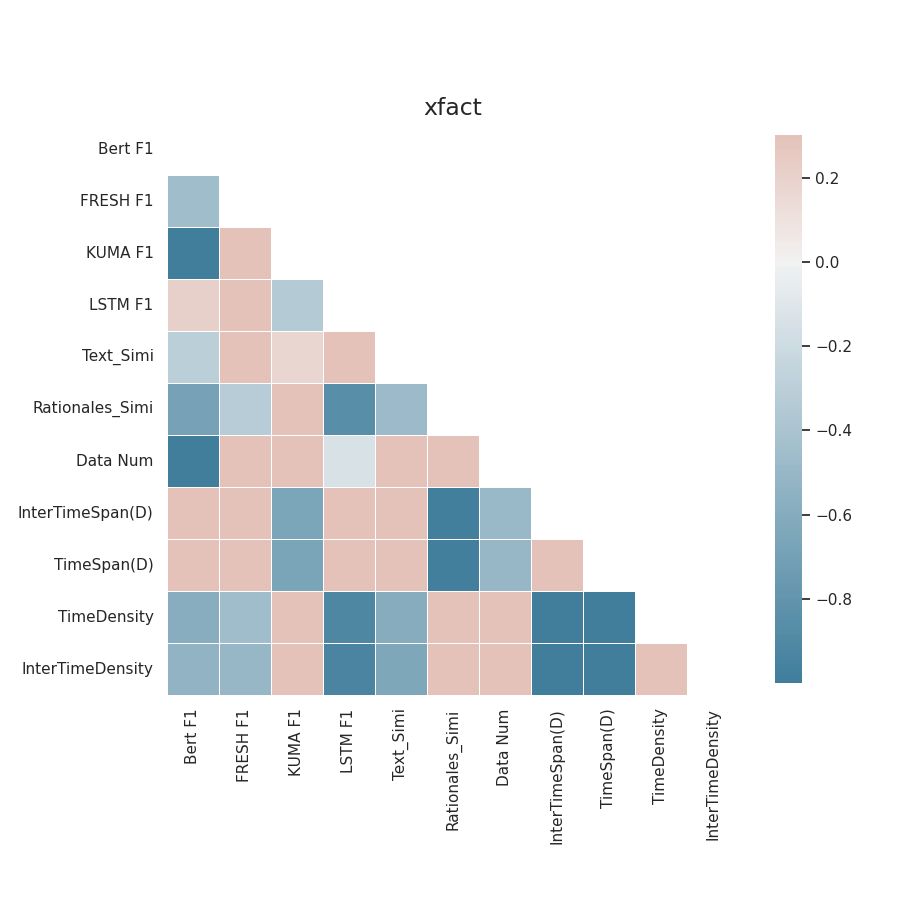 xfact
Bert F1
FRESH F1
KUMA F1
LSTM F1
Text_Simi
Rationales_Simi
Data Num
InterTimeSpan(D)
TimeSpan(D)
TimeDensity
InterTimeDensity
Bert F1
FRESH F1
KUMA F1
LSTM F1
Text_Simi
Rationales_Simi
Data Num
InterTimeSpan(D)
TimeSpan(D)
TimeDensity
InterTimeDensity
0.2
0.0
−0.2
−0.4
−0.6
−0.8